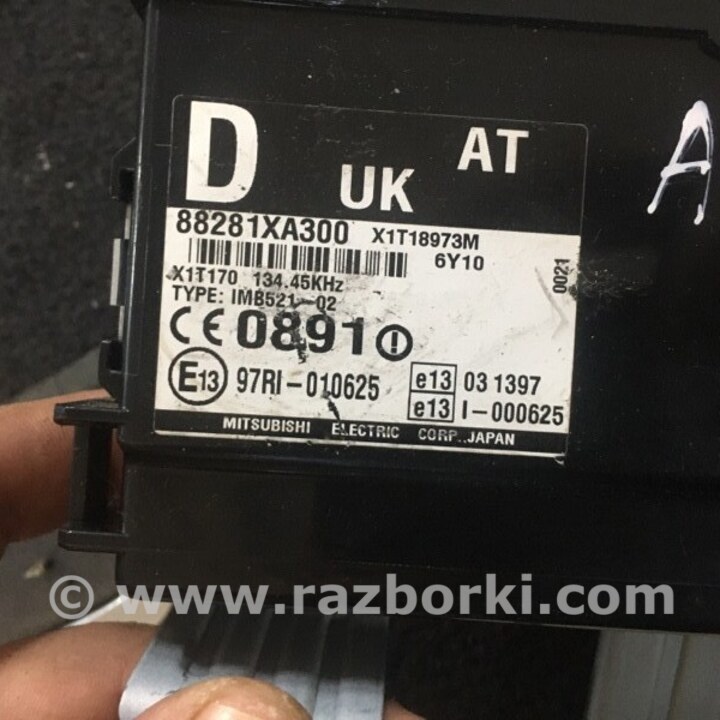 D
UK
AT
A
88281XA300 X1T18973M
6Y10
0021
X1T170 134.45KHz
TYPE: IMB521-02
CE 0891
E13 97RI-010625
e13 03 1397
e13 I-000625
MITSUBISHI ELECTRIC CORP. JAPAN
© www.razborki.com